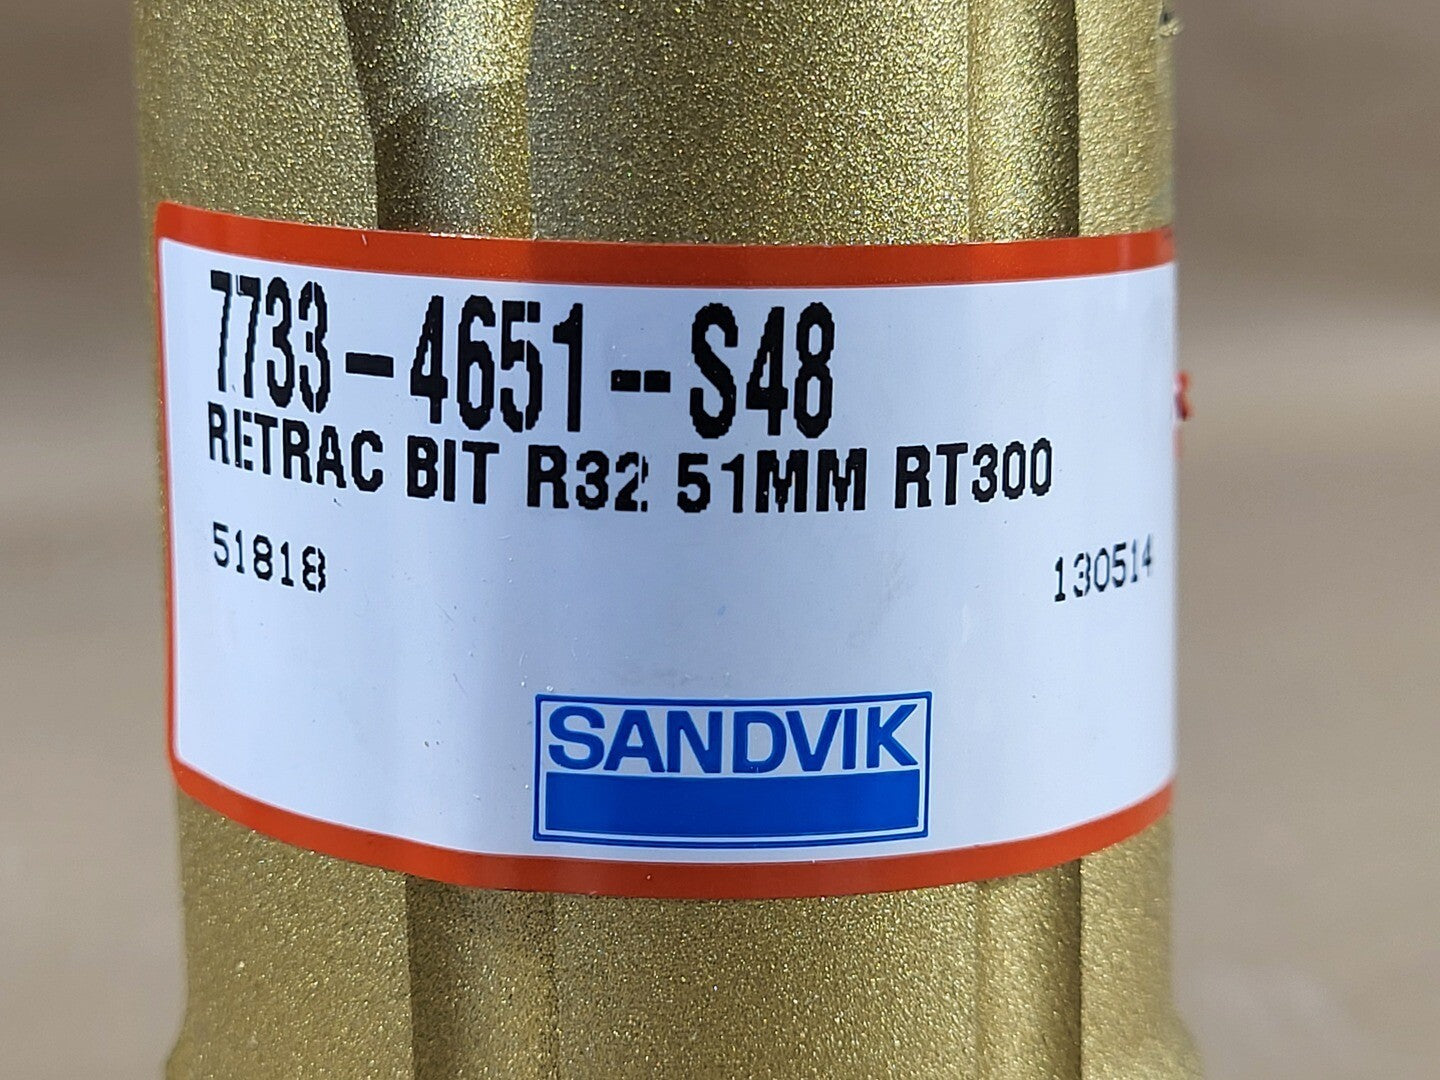 7733-4651--S48
RETRAC BIT R32 51MM RT300
51818 130514
SANDVIK